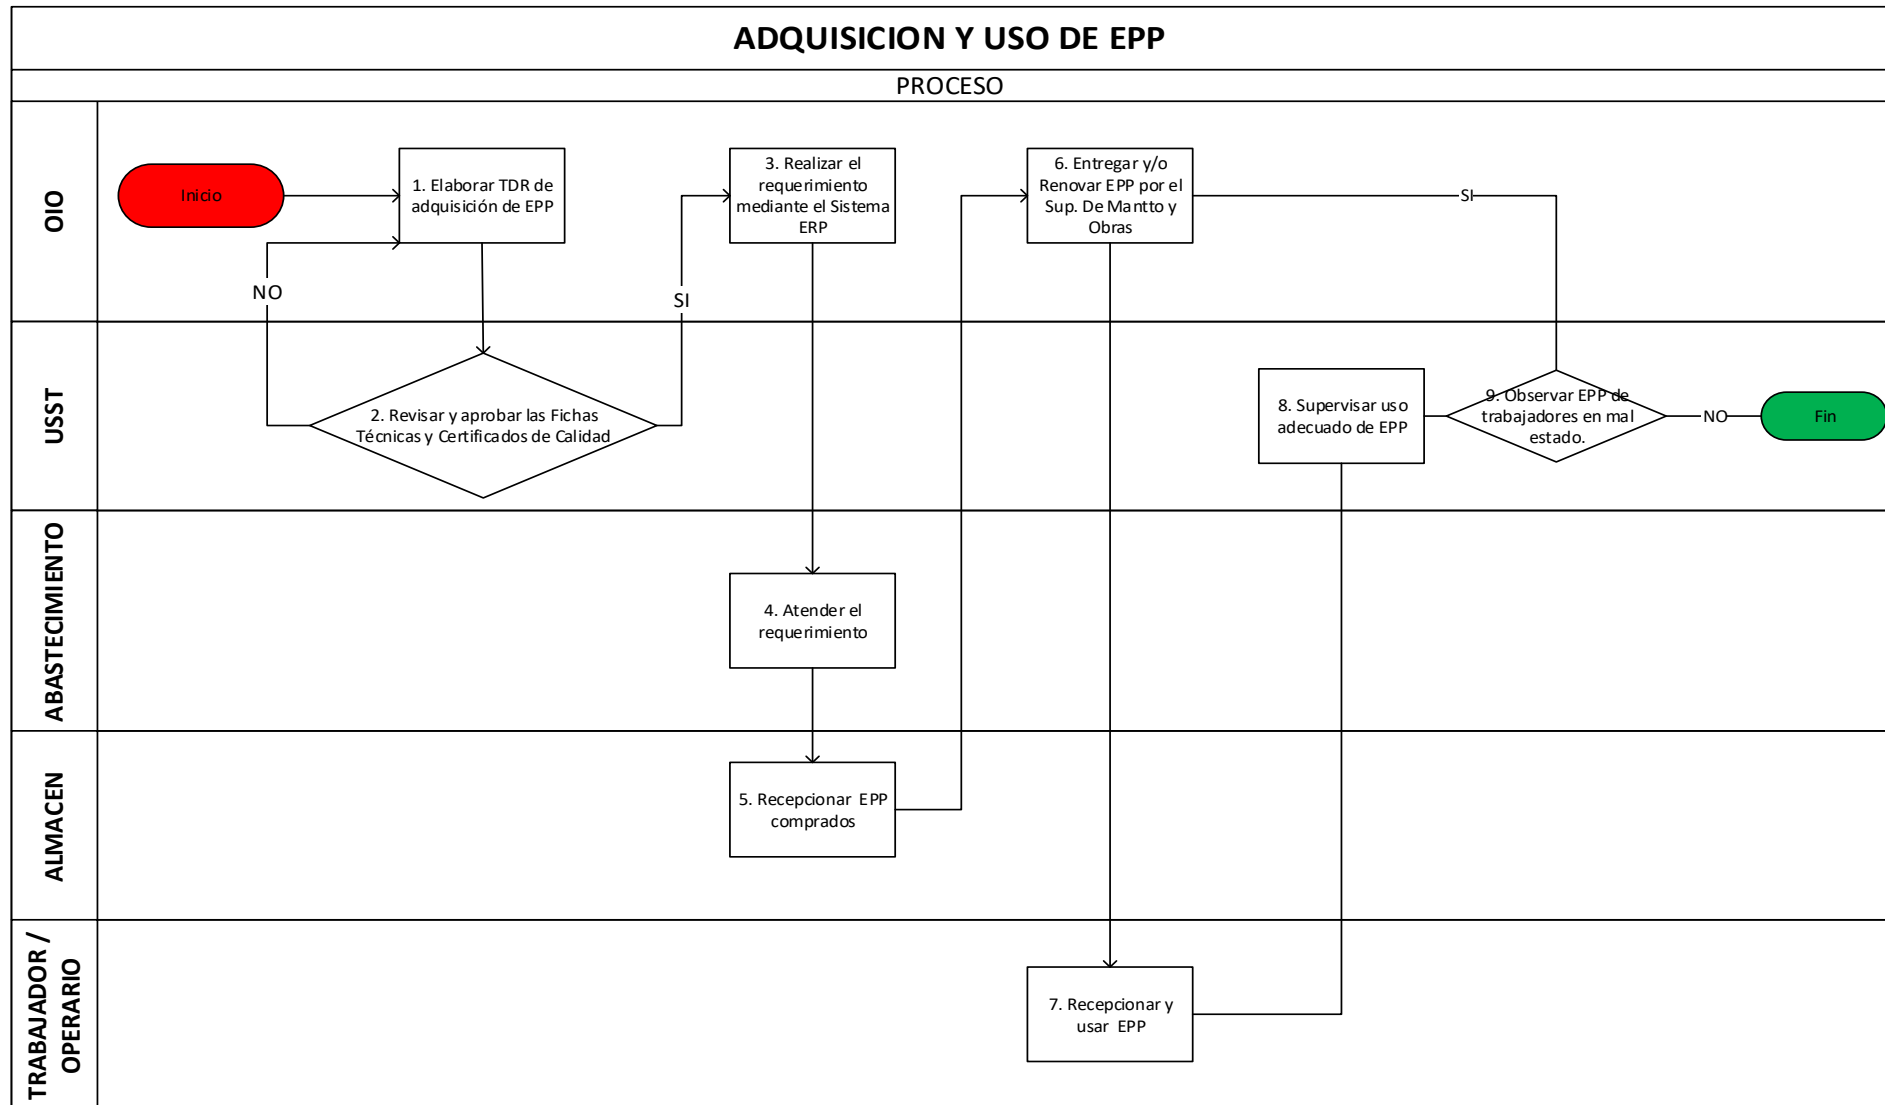 ADQUISICION Y USO DE EPP
PROCESO
OIO
Inicio
1. Elaborar TDR de
adquisición de EPP
3. Realizar el
requerimiento
mediante el Sistema
ERP
6. Entregar y/o
Renovar EPP por el
Sup. De Mantto y
Obras
SI
NO
SI
USST
2. Revisar y aprobar las Fichas
Técnicas y Certificados de Calidad
8. Supervisar uso
adecuado de EPP
9. Observar EPP de
trabajadores en mal
estado.
NO
Fin
ABASTECIMIENTO
4. Atender el
requerimiento
ALMACEN
5. Recepcionar EPP
comprados
TRABAJADOR /
OPERARIO
7. Recepcionar y
usar EPP